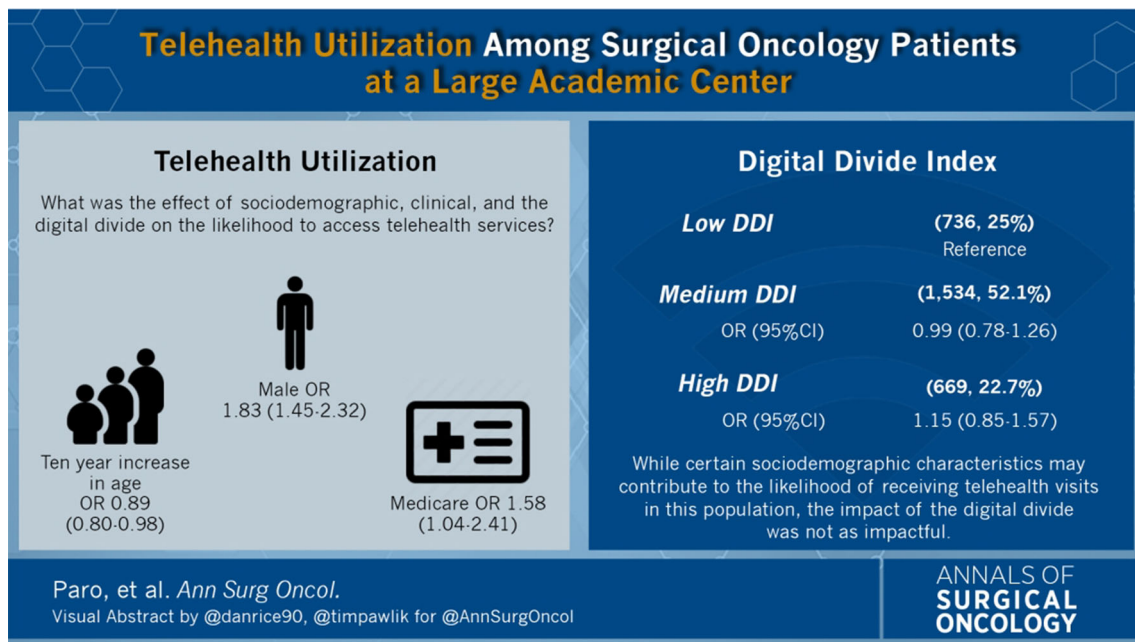 Telehealth Utilization Among Surgical Oncology Patients
at a Large Academic Center
Telehealth Utilization
What was the effect of sociodemographic, clinical, and the
digital divide on the likelihood to access telehealth services?
Male OR
1.83 (1.45-2.32)
Ten year increase
in age
OR 0.89
(0.80-0.98)
Medicare OR 1.58
(1.04-2.41)
Digital Divide Index
Low DDI (736, 25%)
Reference
Medium DDI (1,534, 52.1%)
OR (95%CI) 0.99 (0.78-1.26)
High DDI (669, 22.7%)
OR (95%CI) 1.15 (0.85-1.57)
While certain sociodemographic characteristics may
contribute to the likelihood of receiving telehealth visits
in this population, the impact of the digital divide
was not as impactful.
Paro, et al. Ann Surg Oncol.
Visual Abstract by @danrice90, @timpawlik for @AnnSurgOncol
ANNALS OF
SURGICAL
ONCOLOGY